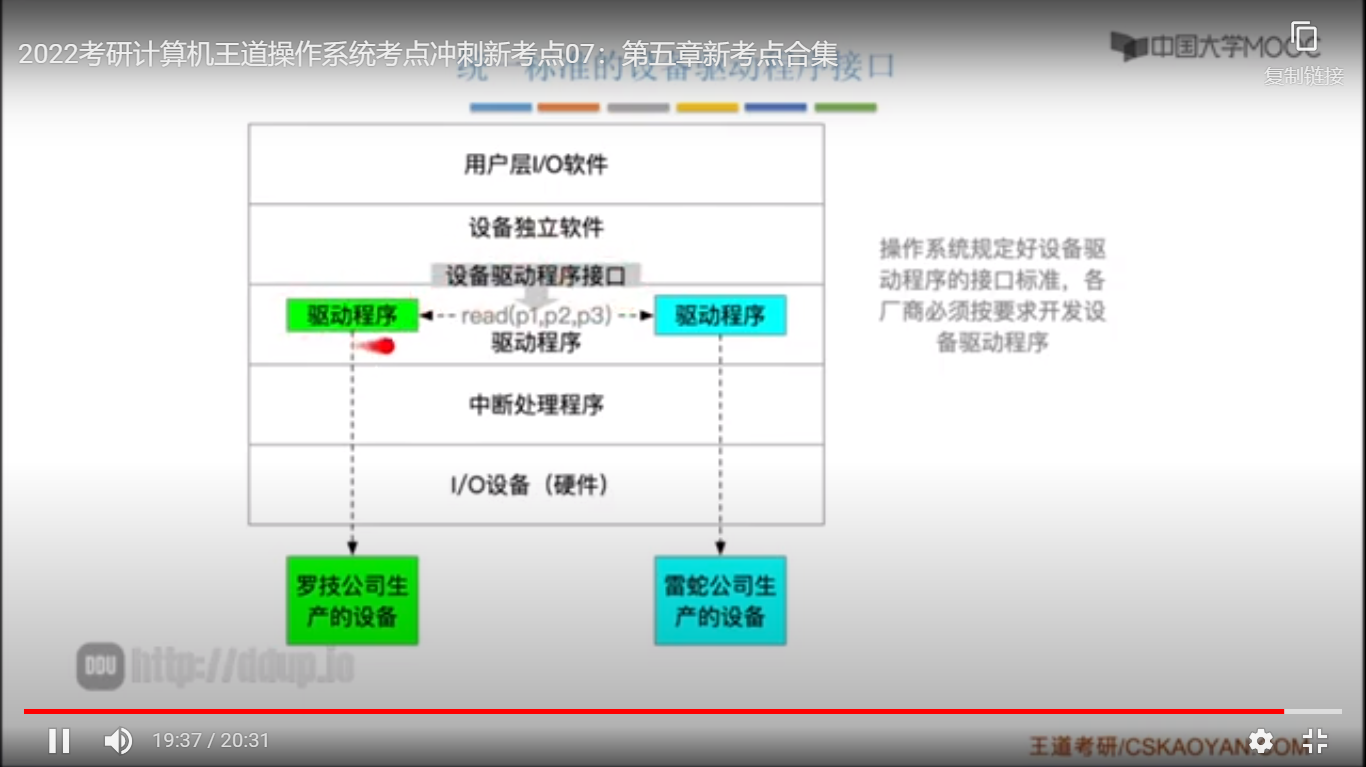 2022考研计算机王道操作系统考点冲刺新考点07：第五章新考点合集
中国大学MOOC
复制链接
统一标准的设备驱动程序接口
用户层I/O软件
设备独立软件
设备驱动程序接口
驱动程序
read(p1,p2,p3)
驱动程序
驱动程序
中断处理程序
I/O设备（硬件）
罗技公司生
产的设备
雷蛇公司生
产的设备
操作系统规定好设备驱
动程序的接口标准，各
厂商必须按要求开发设
备驱动程序
DDU http://ddup.io
19:37 / 20:31
王道考研/CSKAOYAN.COM